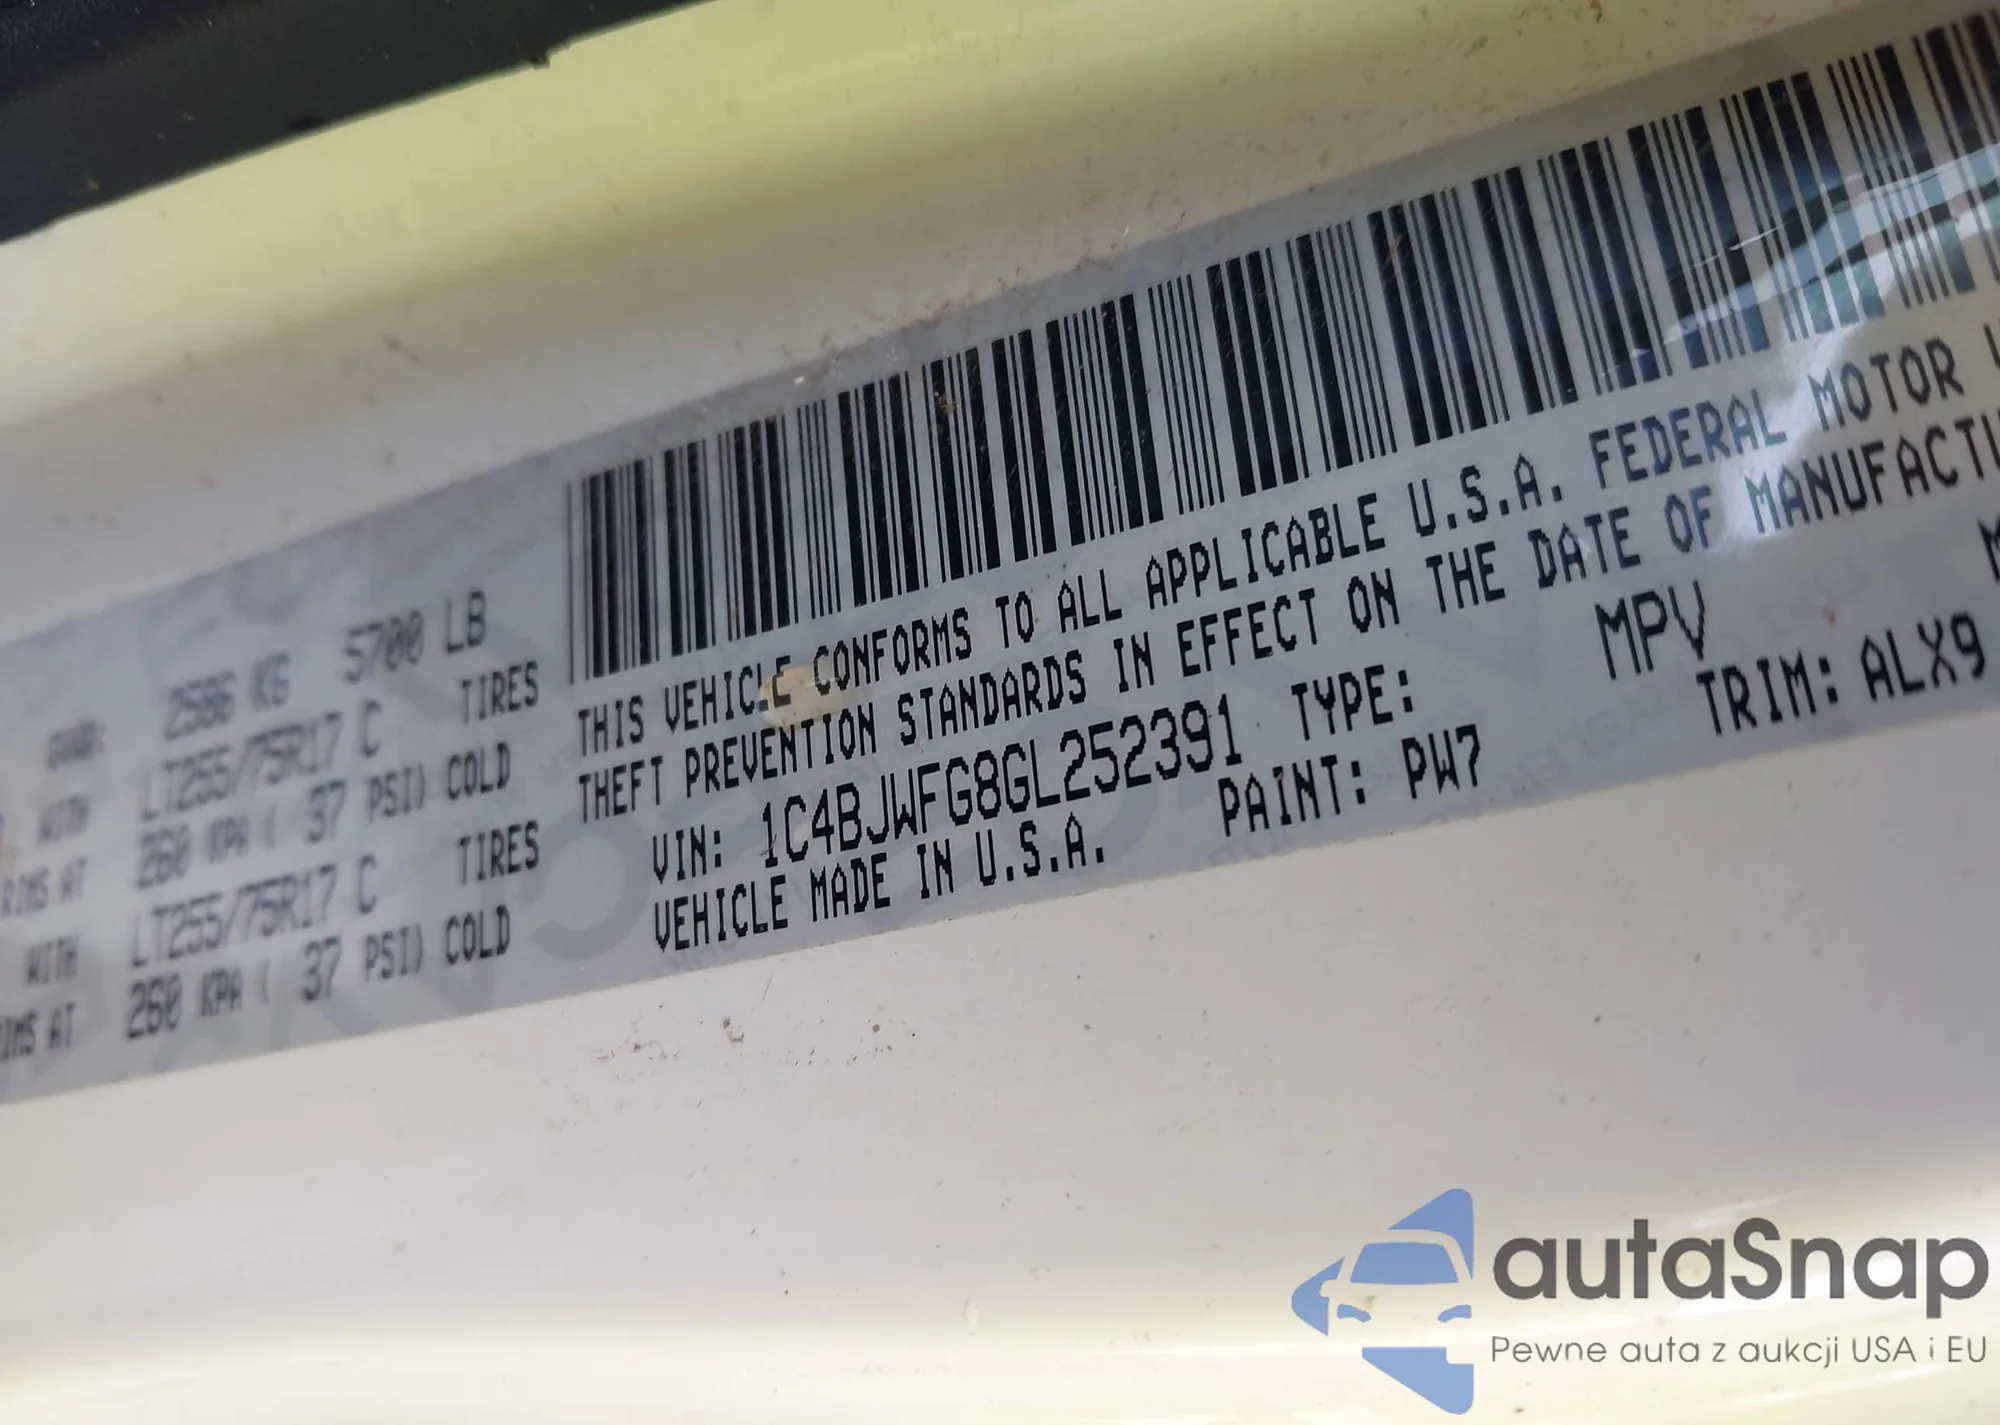 GVWR: 2586 KG 5700 LB
WITH LT255/75R17 C TIRES
RIMS AT 260 KPA ( 37 PSI) COLD
WITH LT255/75R17 C TIRES
RIMS AT 260 KPA ( 37 PSI) COLD
THIS VEHICLE CONFORMS TO ALL APPLICABLE U.S.A. FEDERAL MOTOR
THEFT PREVENTION STANDARDS IN EFFECT ON THE DATE OF MANUFACTU
VIN: 1C4BJWFG8GL252391 TYPE: MPV
VEHICLE MADE IN U.S.A. PAINT: PW7 TRIM: ALX9
autaSnap
Pewne auta z aukcji USA i EU